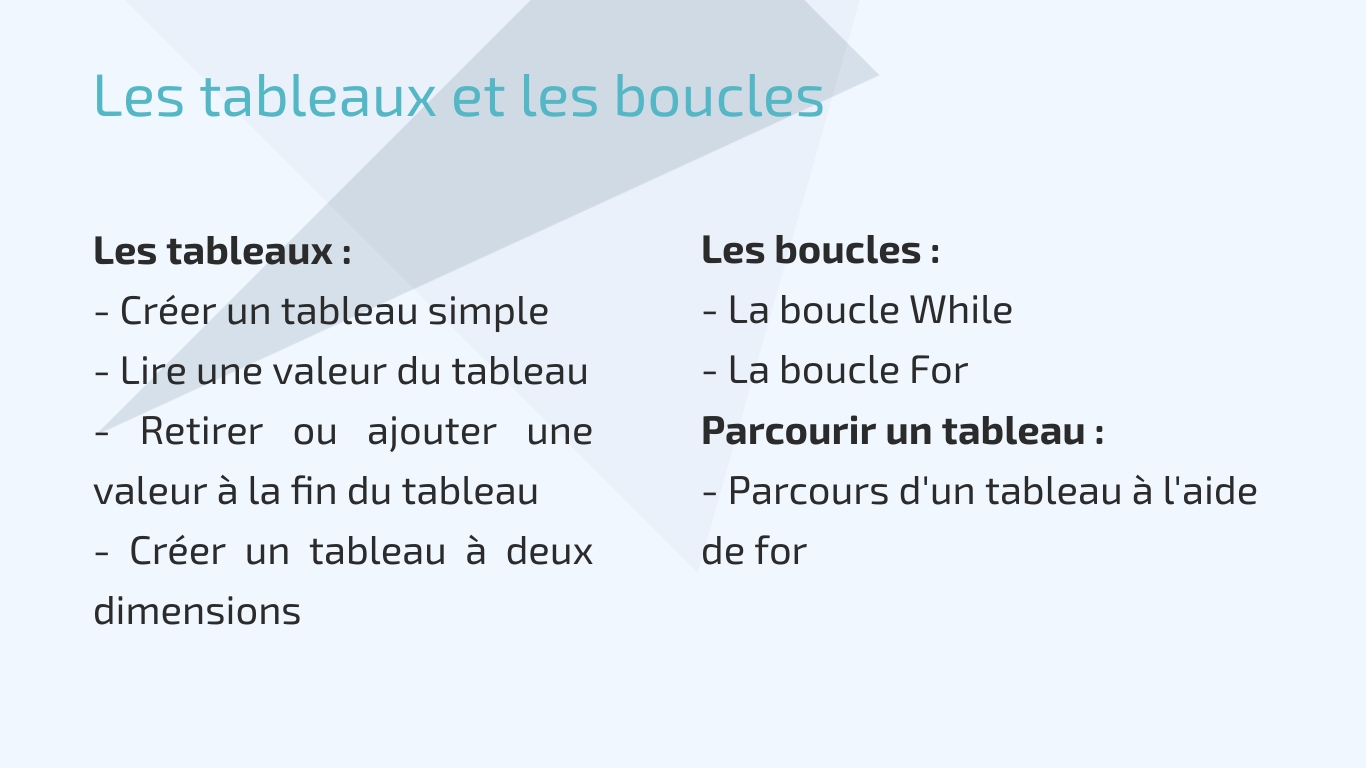 Les tableaux et les boucles
Les tableaux :
- Créer un tableau simple
- Lire une valeur du tableau
- Retirer ou ajouter une
valeur à la fin du tableau
- Créer un tableau à deux
dimensions
Les boucles :
- La boucle While
- La boucle For
Parcourir un tableau :
- Parcours d'un tableau à l'aide
de for